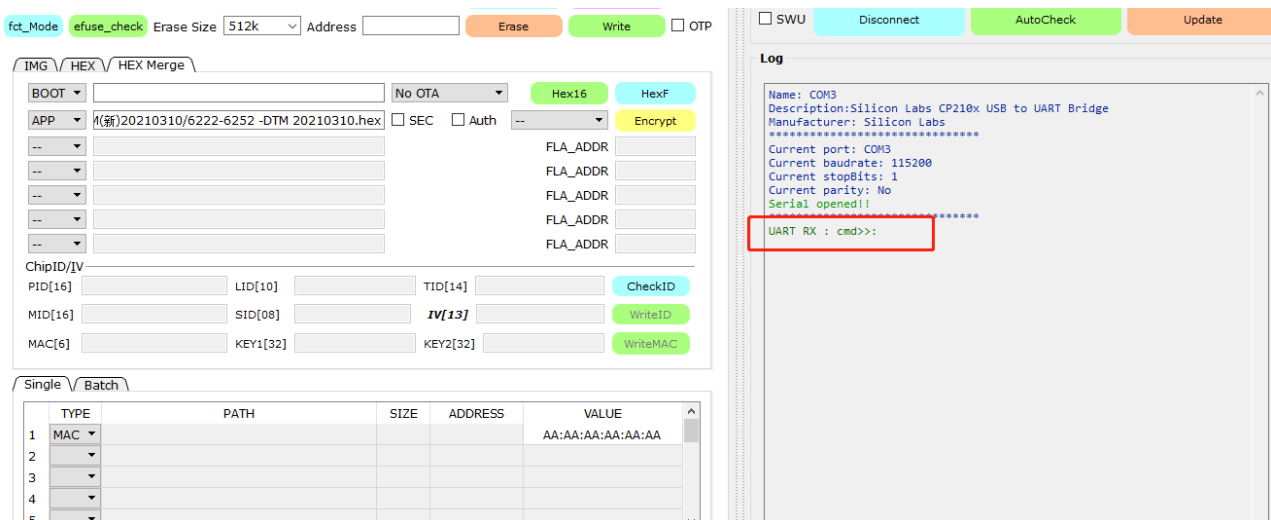 fct_Mode efuse_check Erase Size 512k Address Erase Write OTP
IMG HEX HEX Merge
BOOT No OTA Hex16 HexF
APP (新)20210310/6222-6252 -DTM 20210310.hex SEC Auth -- Encrypt
-- FLA_ADDR
-- FLA_ADDR
-- FLA_ADDR
-- FLA_ADDR
-- FLA_ADDR
ChipID/IV
PID[16] LID[10] TID[14] CheckID
MID[16] SID[08] IV[13] WriteID
MAC[6] KEY1[32] KEY2[32] WriteMAC
Single Batch
TYPE PATH SIZE ADDRESS VALUE
1 MAC AA:AA:AA:AA:AA:AA
2
3
4
5
SWU Disconnect AutoCheck Update
Log
Name: COM3
Description:Silicon Labs CP210x USB to UART Bridge
Manufacturer: Silicon Labs
*******************************
Current port: COM3
Current baudrate: 115200
Current stopBits: 1
Current parity: No
Serial opened!!
*******************************
UART RX : cmd>>: